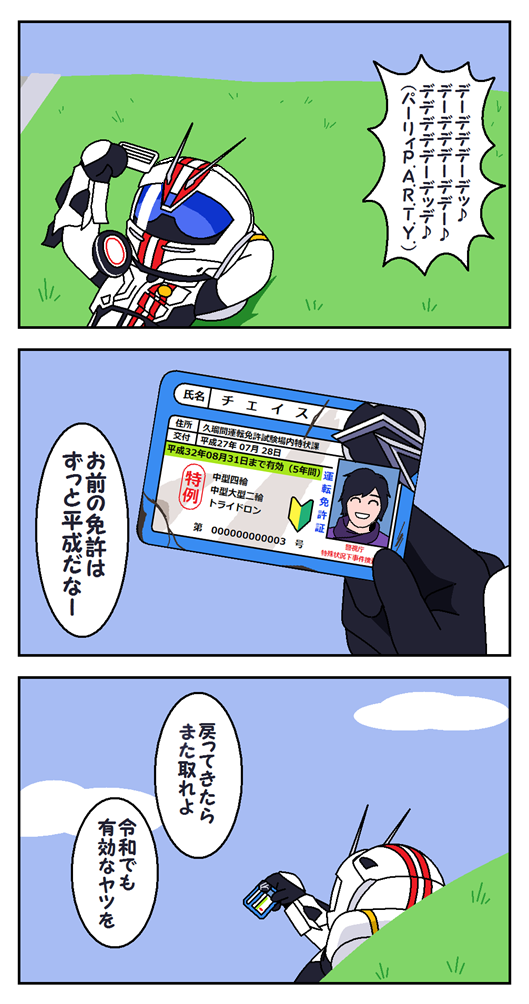 デーデデデーデッ♪
デーデデデデデデー♪
デデデデデーデッデ♪
（パーリィP.A.R.T.Y.）
氏名 チエイス
住所 久瑠間運転免許試験場内特状課
交付 平成27年 07月 28日
平成32年08月31日まで有効（5年間）
特例
中型四輪
中型大型二輪
トライドロン
運転免許証
第 000000000003 号
警視庁
特殊状況下事件捜
お前の免許は
ずっと平成だなー
戻ってきたら
また取れよ
令和でも
有効なヤツを